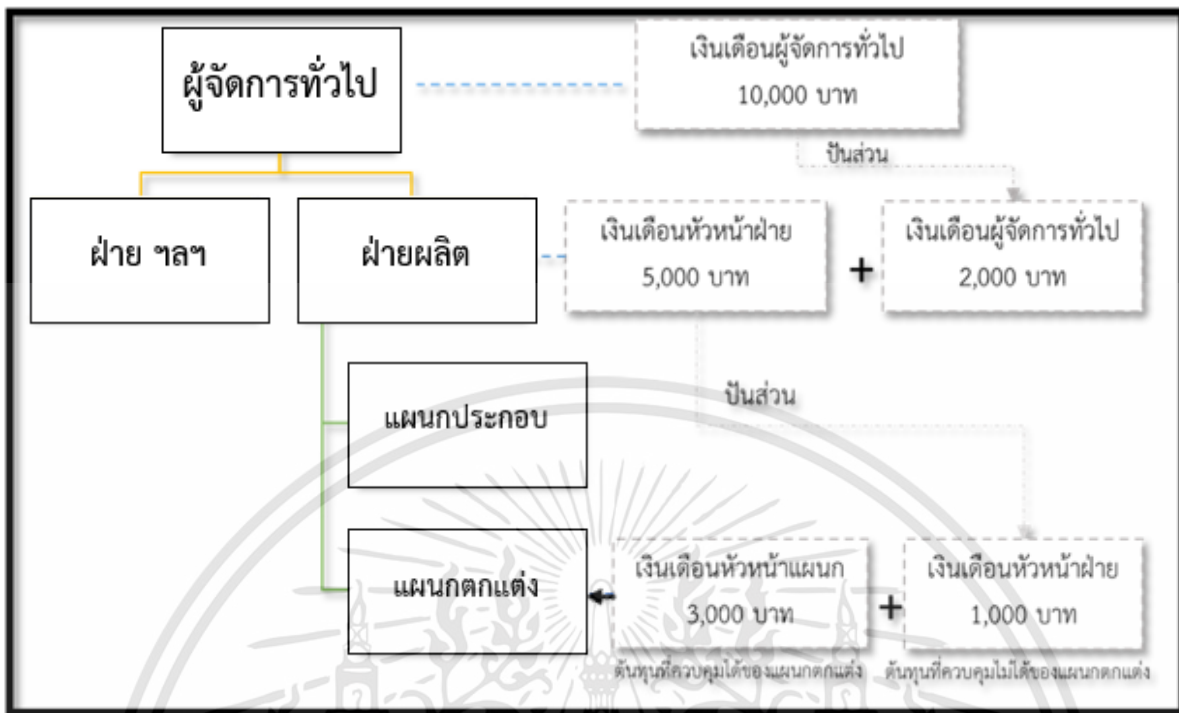 ผู้จัดการทั่วไป
เงินเดือนผู้จัดการทั่วไป
10,000 บาท
ปันส่วน
ฝ่าย ฯลฯ
ฝ่ายผลิต
เงินเดือนหัวหน้าฝ่าย
5,000 บาท
+
เงินเดือนผู้จัดการทั่วไป
2,000 บาท
ปันส่วน
แผนกประกอบ
แผนกตกแต่ง
เงินเดือนหัวหน้าแผนก
3,000 บาท
+
เงินเดือนหัวหน้าฝ่าย
1,000 บาท
ต้นทุนที่ควบคุมได้ของแผนกตกแต่ง
ต้นทุนที่ควบคุมไม่ได้ของแผนกตกแต่ง